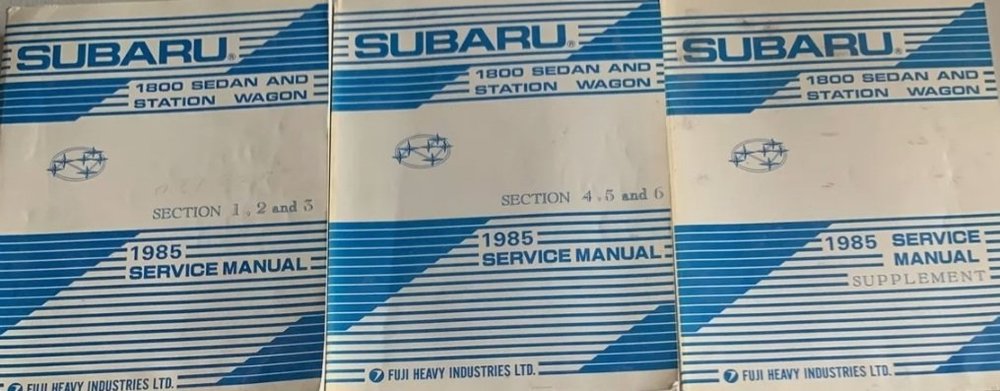 SUBARU®
1800 SEDAN AND
STATION WAGON
SECTION 1, 2 and 3
1985
SERVICE MANUAL
FUJI HEAVY INDUSTRIES LTD.
SUBARU®
1800 SEDAN AND
STATION WAGON
SECTION 4, 5 and 6
1985
SERVICE MANUAL
FUJI HEAVY INDUSTRIES LTD.
SUBARU®
1800 SEDAN AND
STATION WAGON
1985 SERVICE
MANUAL
SUPPLEMENT
FUJI HEAVY INDUSTRIES LTD.